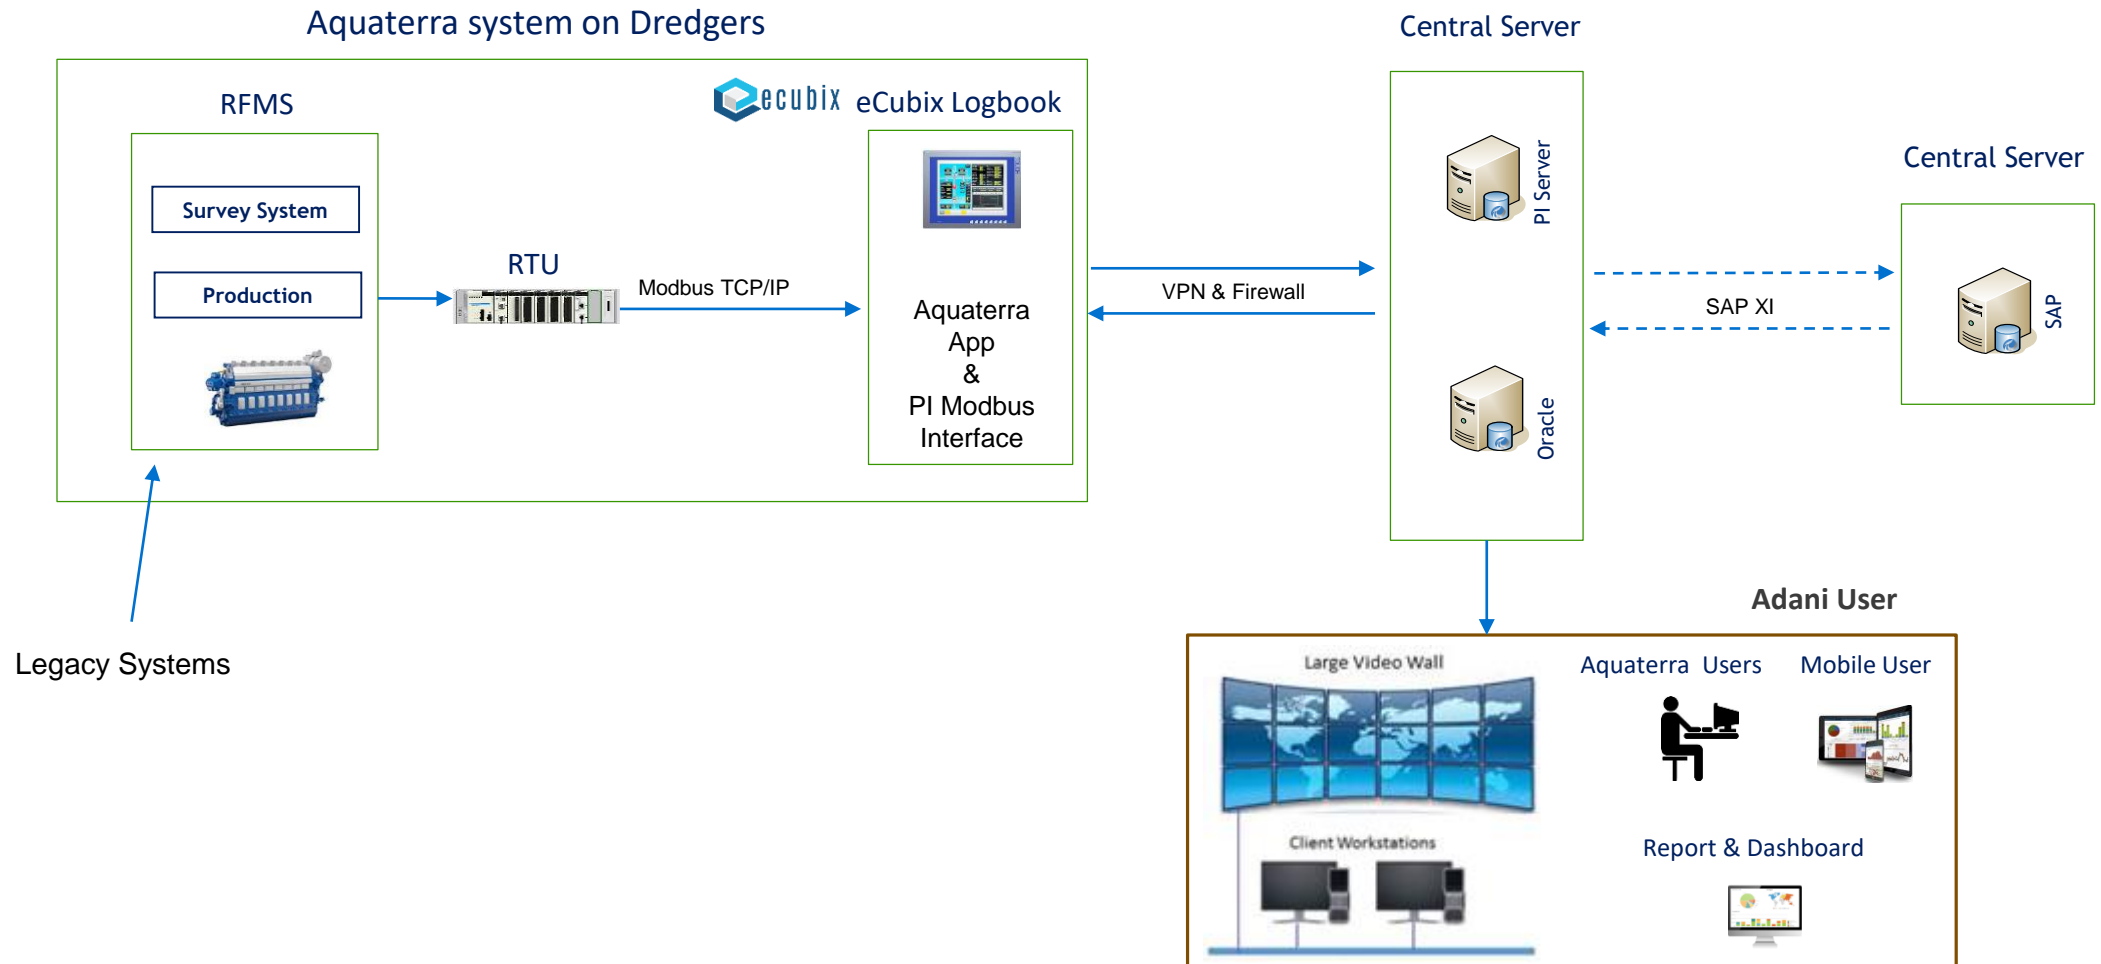 Aquaterra system on Dredgers
Central Server
RFMS
ecubix
eCubix Logbook
Survey System
Production
RTU
Modbus TCP/IP
Aquaterra
App
&
PI Modbus
Interface
VPN & Firewall
PI Server
Oracle
SAP XI
Central Server
SAP
Legacy Systems
Adani User
Large Video Wall
Aquaterra Users
Mobile User
Client Workstations
Report & Dashboard